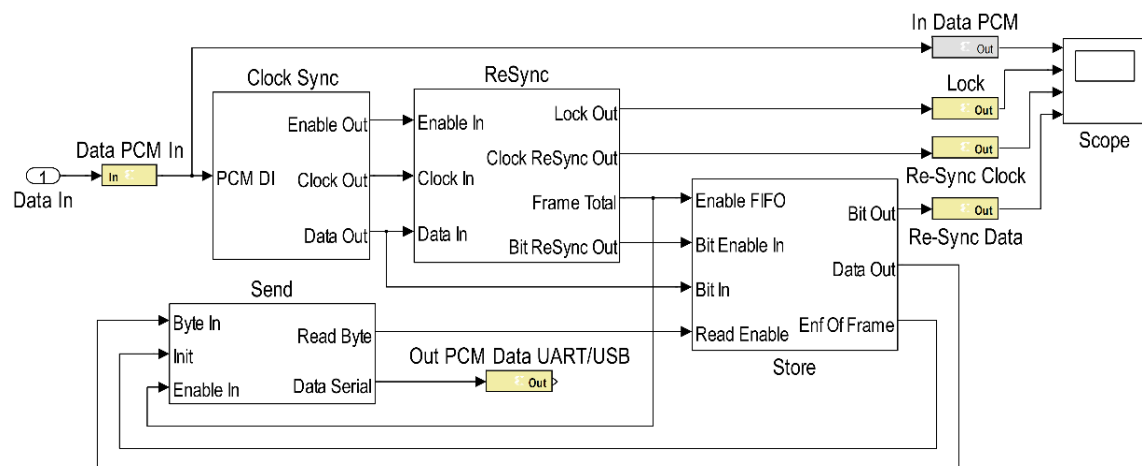 In Data PCM
Out
Clock Sync
ReSync
Lock
Enable Out
Enable In
Lock Out
Out
Scope
Data PCM In
PCM DI
Clock ReSync Out
Out
1
In
Clock Out
Clock In
Re-Sync Clock
Data In
Frame Total
Enable FIFO
Bit Out
Out
Data Out
Data In
Bit ReSync Out
Bit Enable In
Re-Sync Data
Data Out
Send
Bit In
Byte In
Read Byte
Enf Of Frame
Init
Out PCM Data UART/USB
Read Enable
Store
Enable In
Data Serial
Out